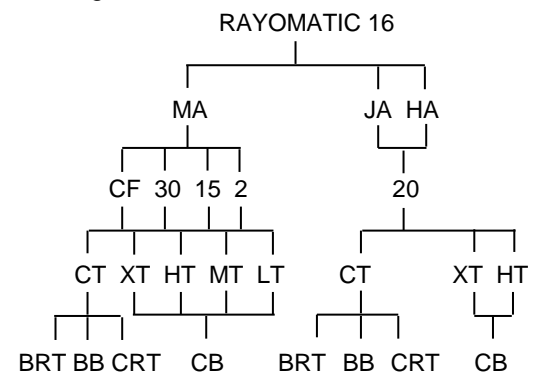 RAYOMATIC 16
MA JA HA
CF 30 15 2 20
CT XT HT MT LT CT XT HT
BRT BB CRT CB BRT BB CRT CB